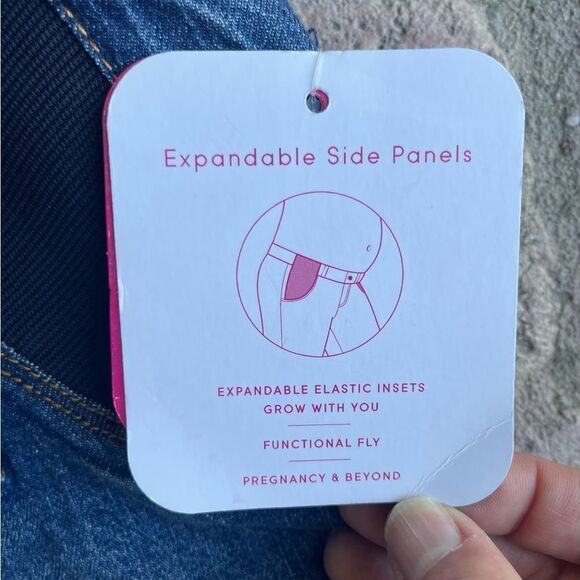 Expandable Side Panels
EXPANDABLE ELASTIC INSETS
GROW WITH YOU
FUNCTIONAL FLY
PREGNANCY & BEYOND